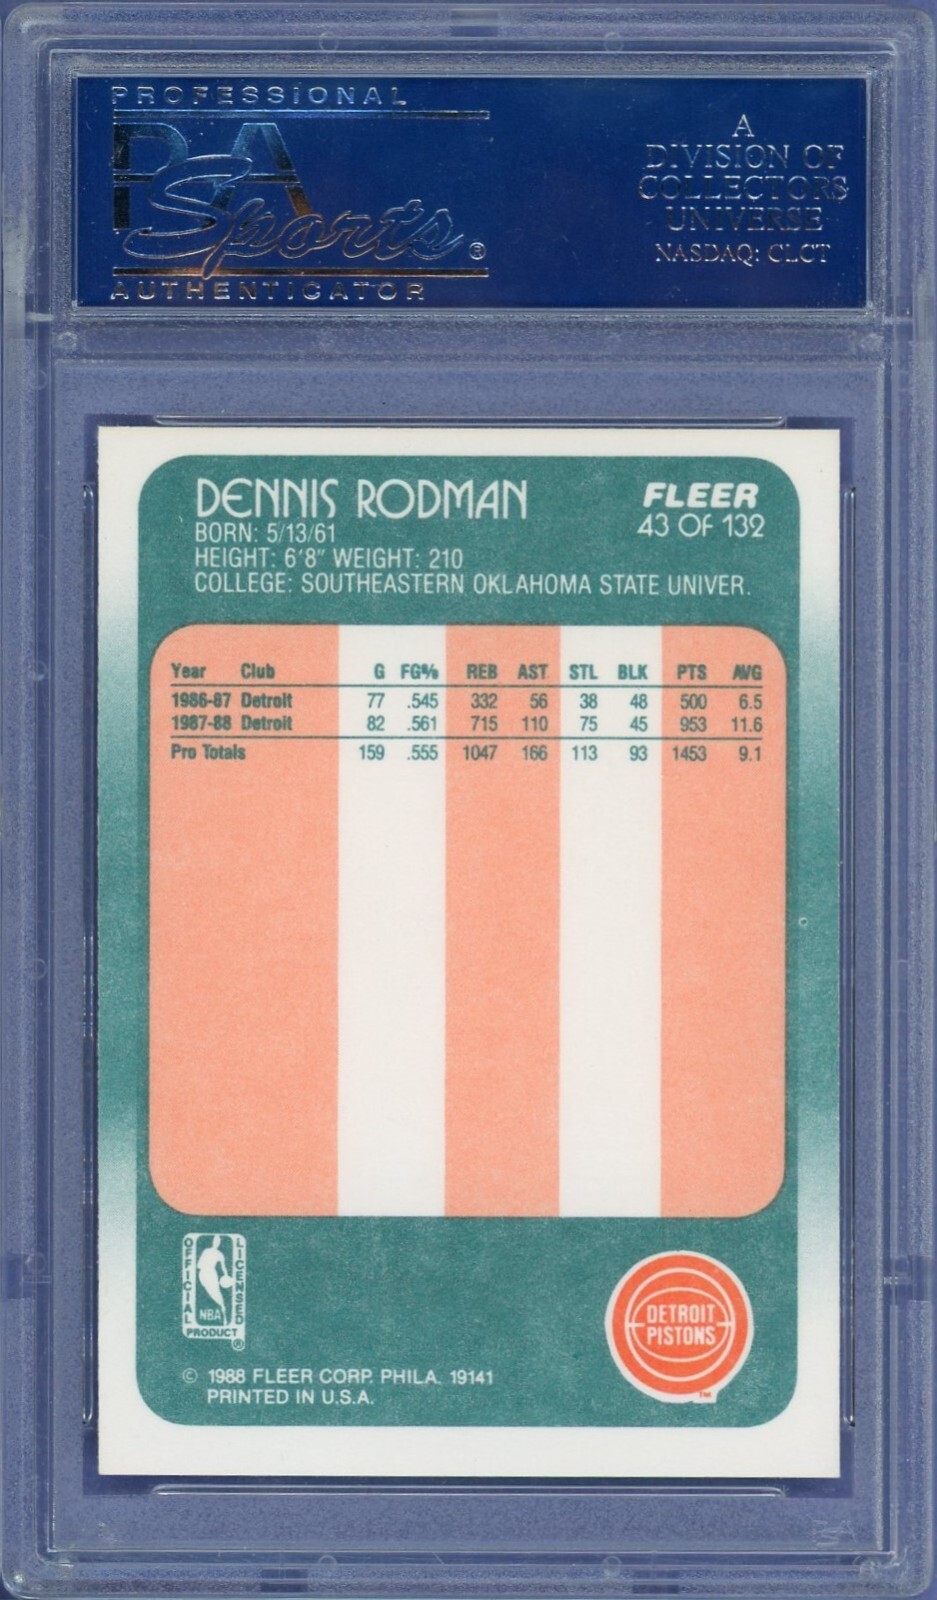 PROFESSIONAL
PSA
Sports®
AUTHENTICATOR
A
DIVISION OF
COLLECTORS
UNIVERSE
NASDAQ: CLCT
DENNIS RODMAN
BORN: 5/13/61
HEIGHT: 6'8" WEIGHT: 210
COLLEGE: SOUTHEASTERN OKLAHOMA STATE UNIVER.
FLEER
43 OF 132
Year Club G FG% REB AST STL BLK PTS AVG
1986-87 Detroit 77 .545 332 56 38 48 500 6.5
1987-88 Detroit 82 .561 715 110 75 45 953 11.6
Pro Totals 159 .555 1047 166 113 93 1453 9.1
OFFICIAL
LICENSED
NBA
PRODUCT
®
DETROIT
PISTONS
TM
© 1988 FLEER CORP. PHILA. 19141
PRINTED IN U.S.A.
PSA